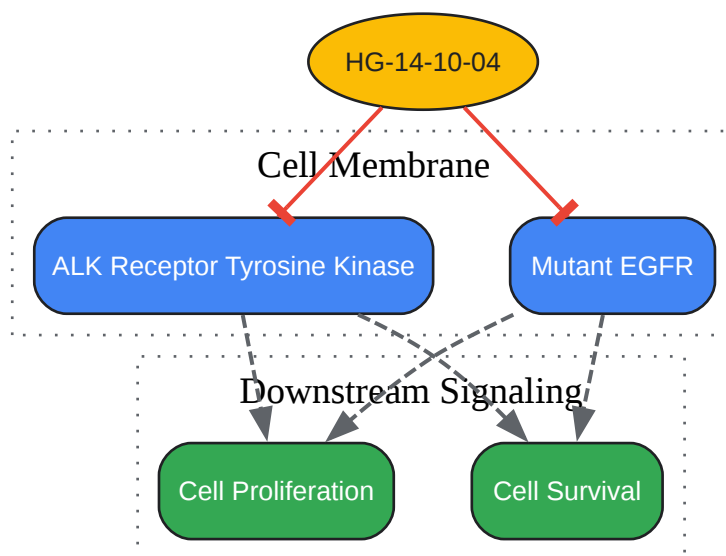 HG-14-10-04
Cell Membrane
ALK Receptor Tyrosine Kinase
Mutant EGFR
Downstream Signaling
Cell Proliferation
Cell Survival